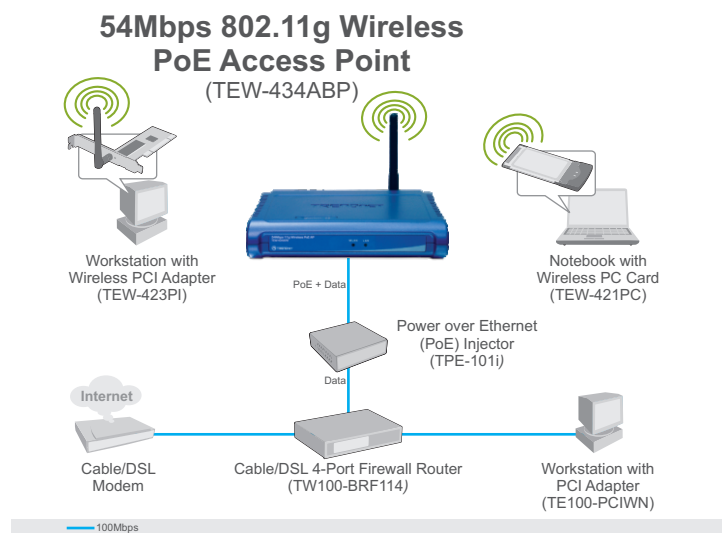 54Mbps 802.11g Wireless
PoE Access Point
(TEW-434ABP)
Workstation with
Wireless PCI Adapter
(TEW-423PI)
Notebook with
Wireless PC Card
(TEW-421PC)
PoE + Data
Power over Ethernet
(PoE) Injector
(TPE-101i)
Data
Internet
Cable/DSL
Modem
Cable/DSL 4-Port Firewall Router
(TW100-BRF114)
Workstation with
PCI Adapter
(TE100-PCIWN)
100Mbps